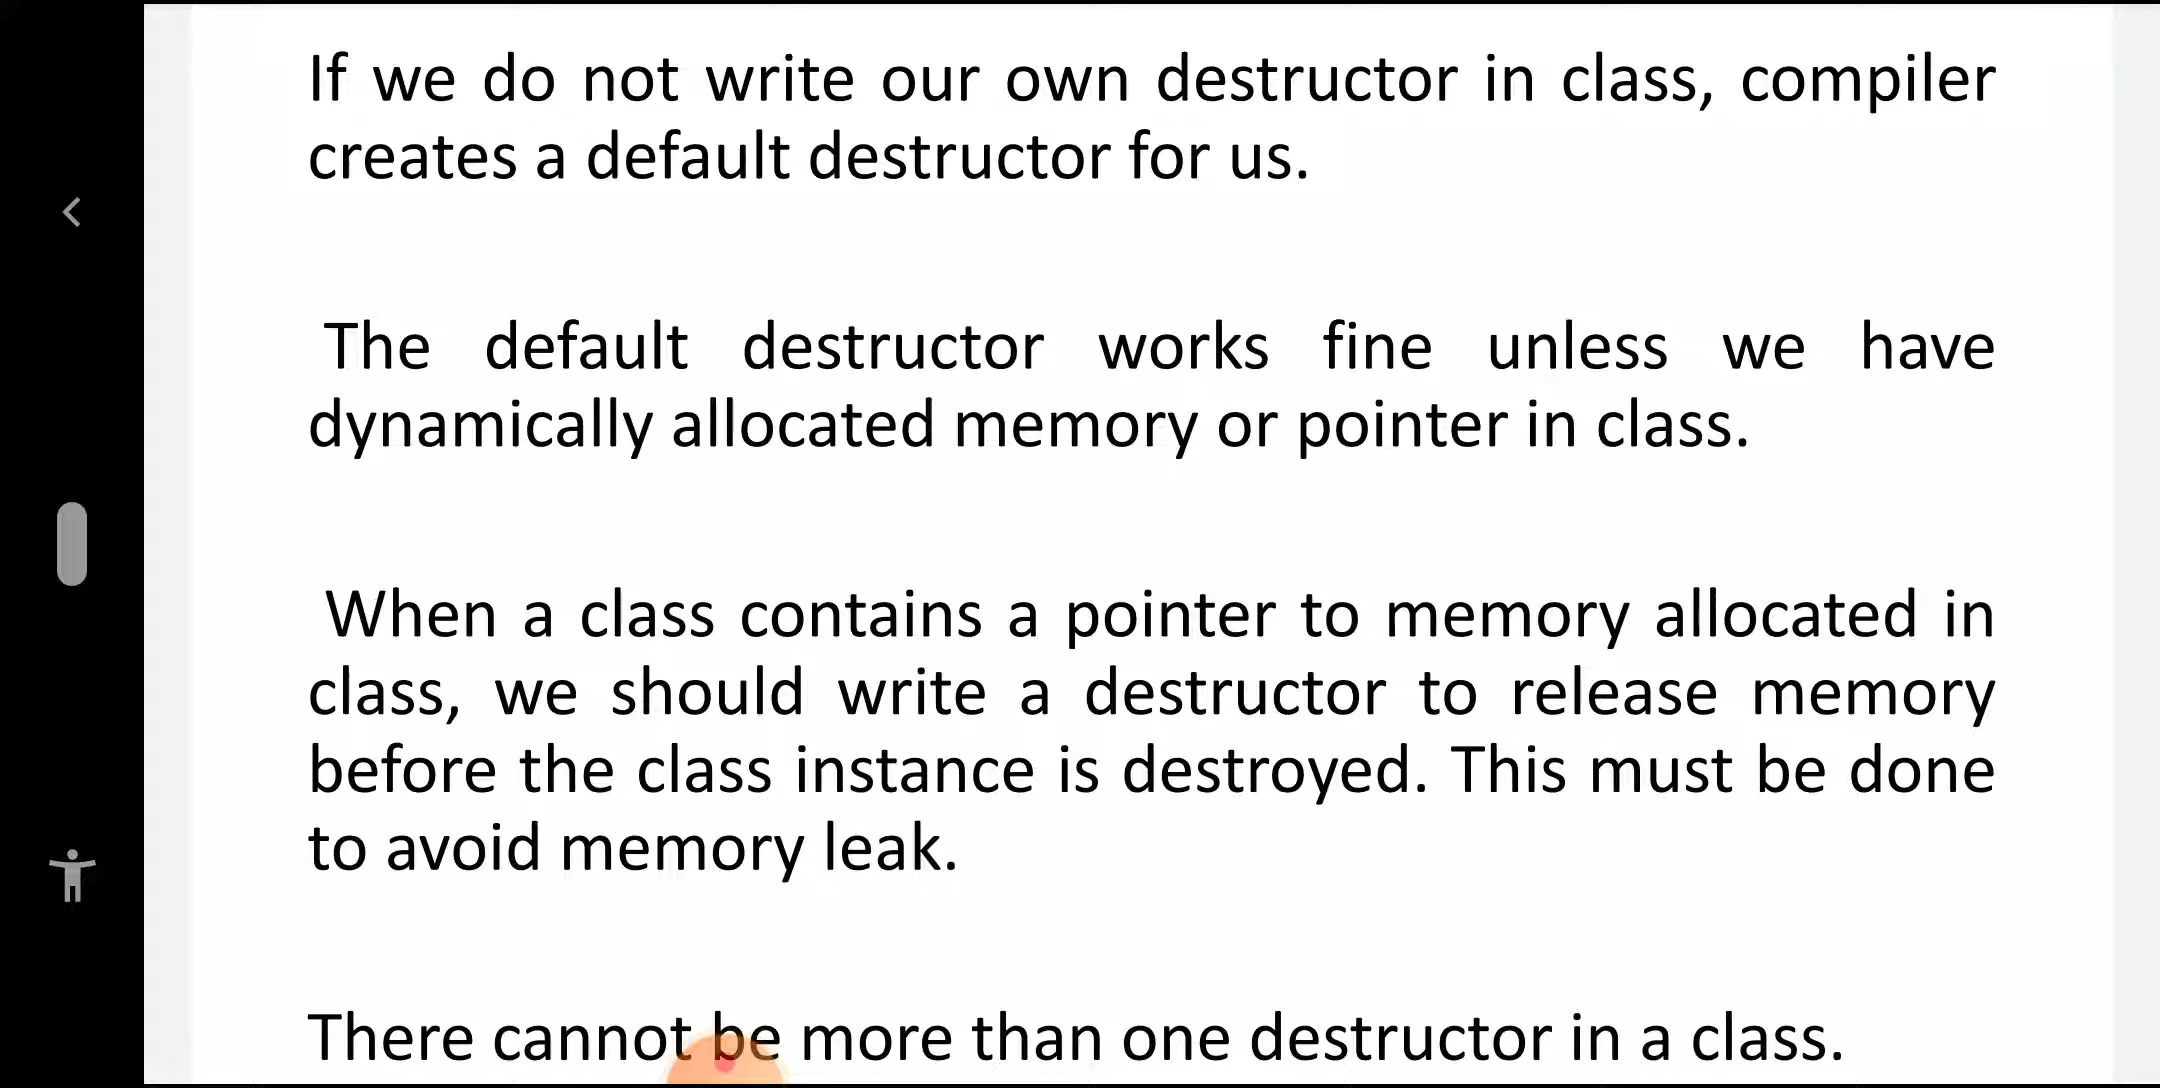 If we do not write our own destructor in class, compiler
creates a default destructor for us.
The default destructor works fine unless we have
dynamically allocated memory or pointer in class.
When a class contains a pointer to memory allocated in
class, we should write a destructor to release memory
before the class instance is destroyed. This must be done
to avoid memory leak.
There cannot be more than one destructor in a class.